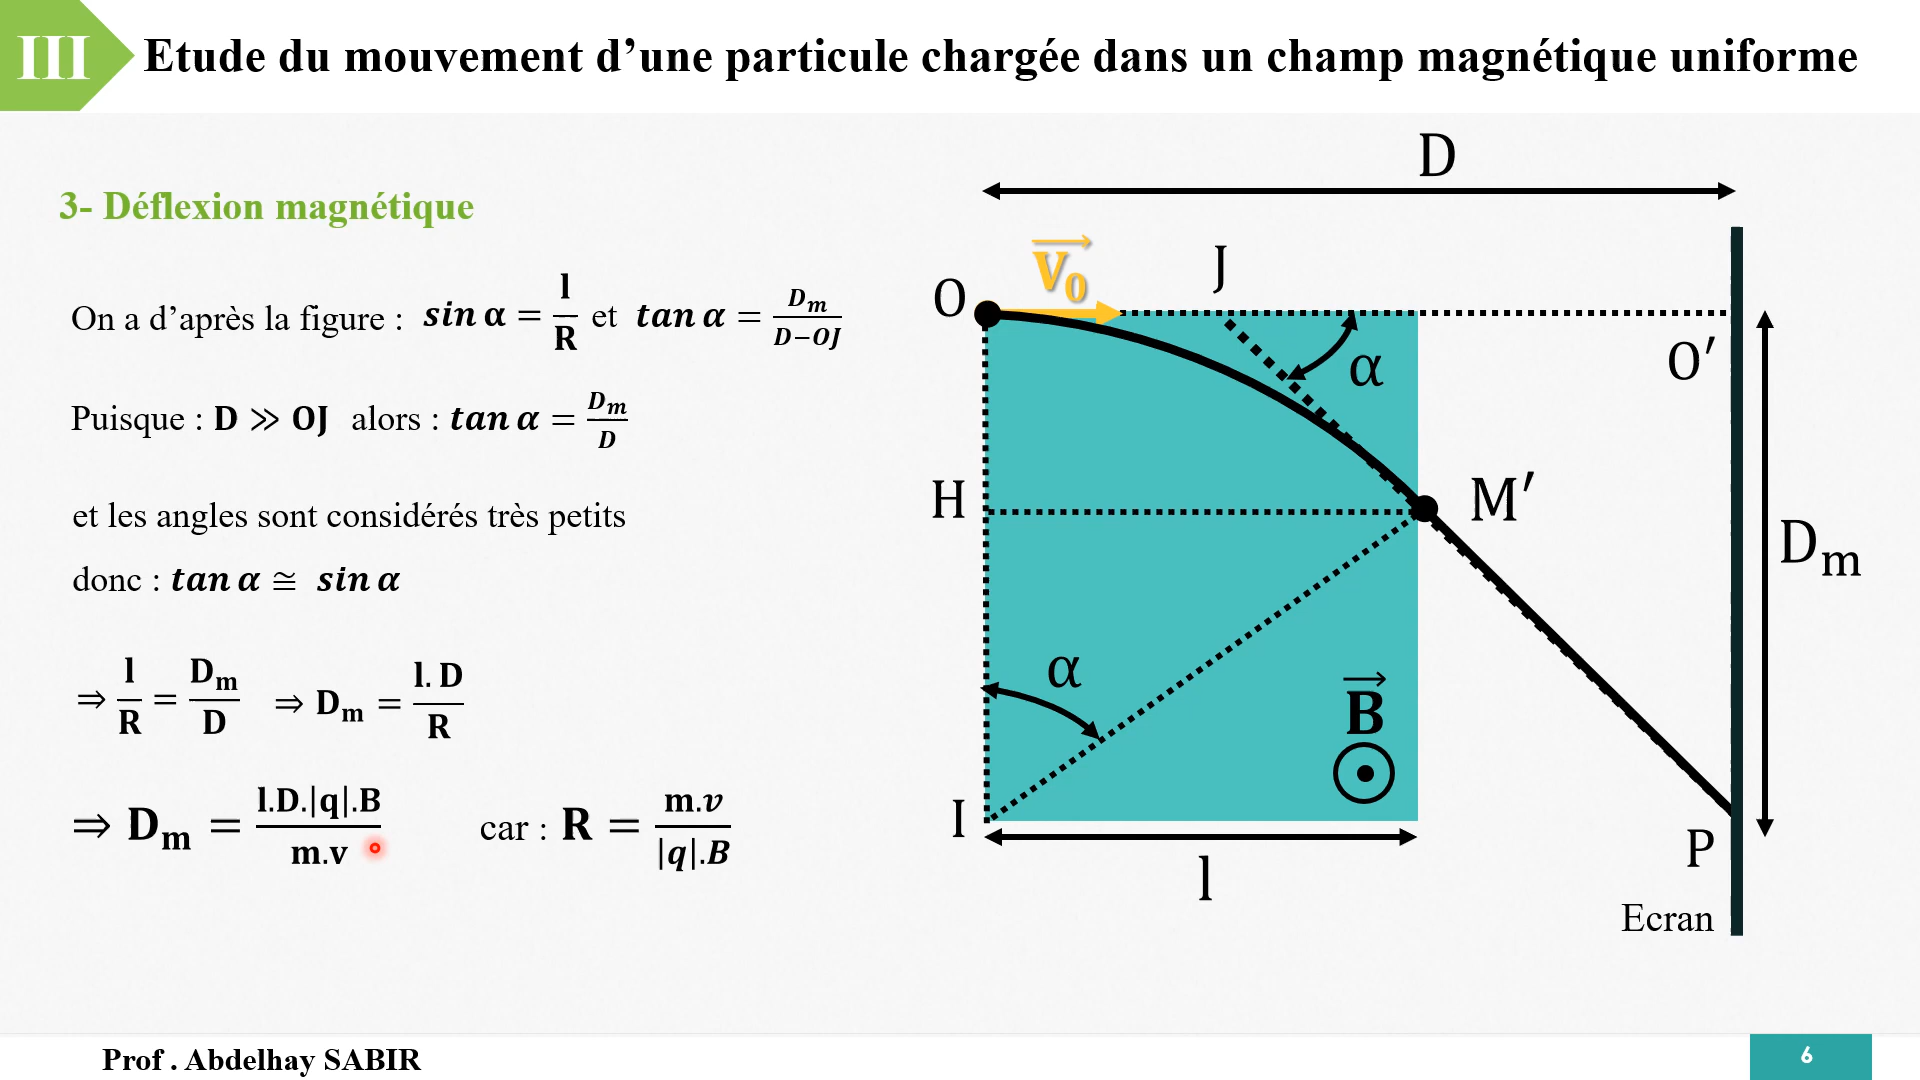 III
Etude du mouvement d’une particule chargée dans un champ magnétique uniforme
3- Déflexion magnétique
On a d’après la figure : sin α = l/R et tan α = Dₘ/(D−OJ)
Puisque : D ≫ OJ alors : tan α = Dₘ/D
et les angles sont considérés très petits
donc : tan α ≅ sin α
⇒ l/R = Dₘ/D ⇒ Dₘ = l. D/R
⇒ Dₘ = l.D.|q|.B/m.v car : R = m.v/|q|.B
D
V₀
J
O
α
O′
H
M′
Dₘ
α
B
I
P
l
Ecran
Prof . Abdelhay SABIR
6